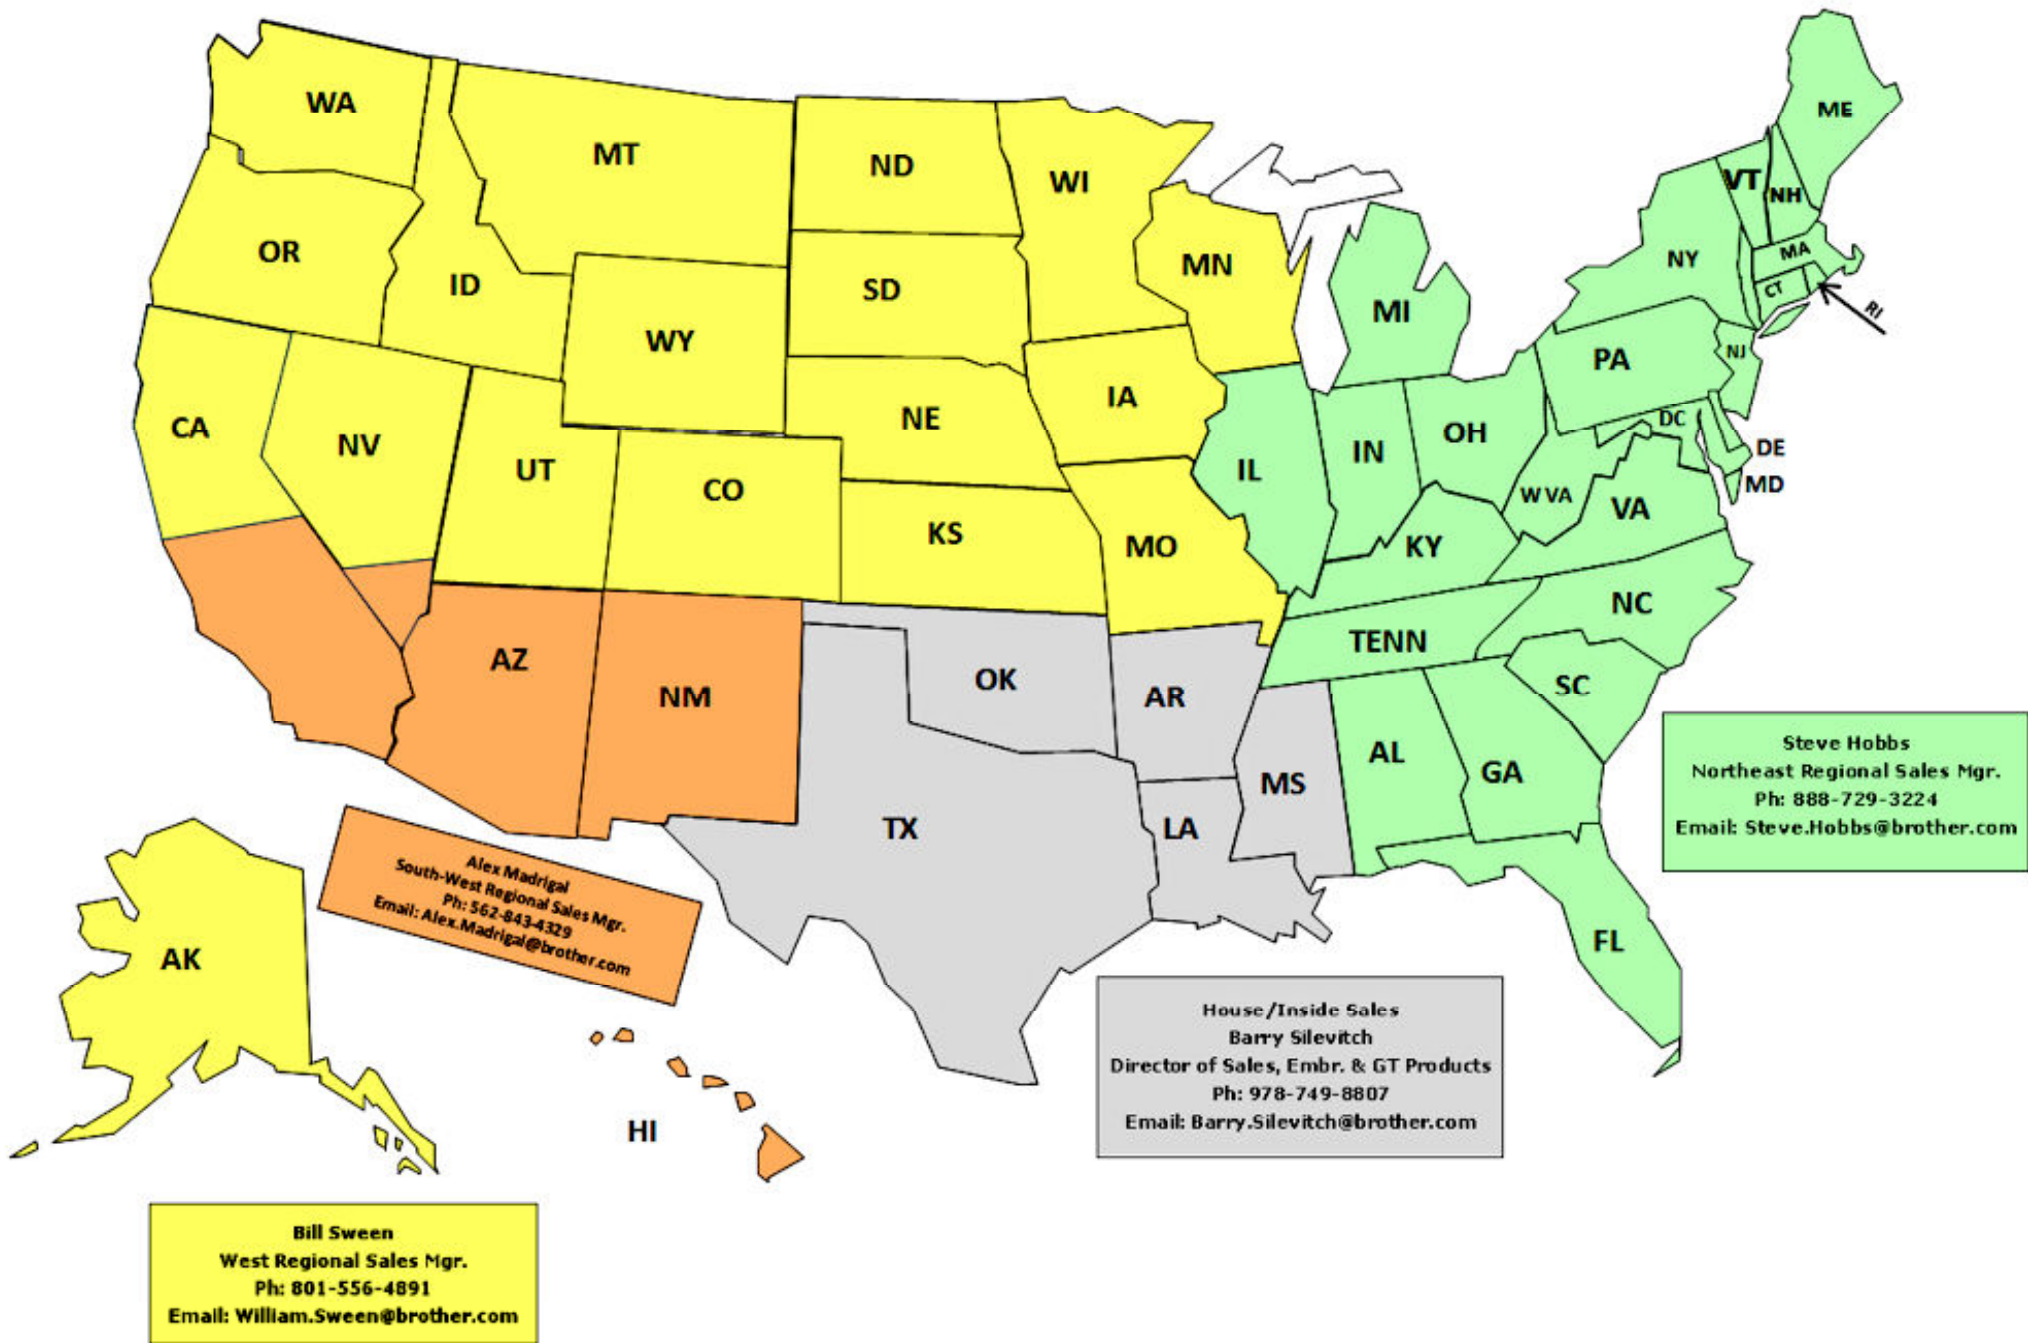 WA
MT
ND
WI
ME
OR
ID
SD
MN
VT
NH
NY
MA
CT
RI
WY
MI
PA
NJ
CA
NV
UT
CO
NE
IA
IL
IN
OH
DC
DE
MD
W VA
VA
KS
MO
KY
NC
AZ
NM
OK
AR
TENN
SC
TX
LA
MS
AL
GA
FL
AK
HI
Steve Hobbs
Northeast Regional Sales Mgr.
Ph: 888-729-3224
Email: Steve.Hobbs@brother.com
Alex Madrigal
South-West Regional Sales Mgr.
Ph: 562-843-4329
Email: Alex.Madrigal@brother.com
House/Inside Sales
Barry Silevitch
Director of Sales, Embr. & GT Products
Ph: 978-749-8807
Email: Barry.Silevitch@brother.com
Bill Sween
West Regional Sales Mgr.
Ph: 801-556-4891
Email: William.Sween@brother.com